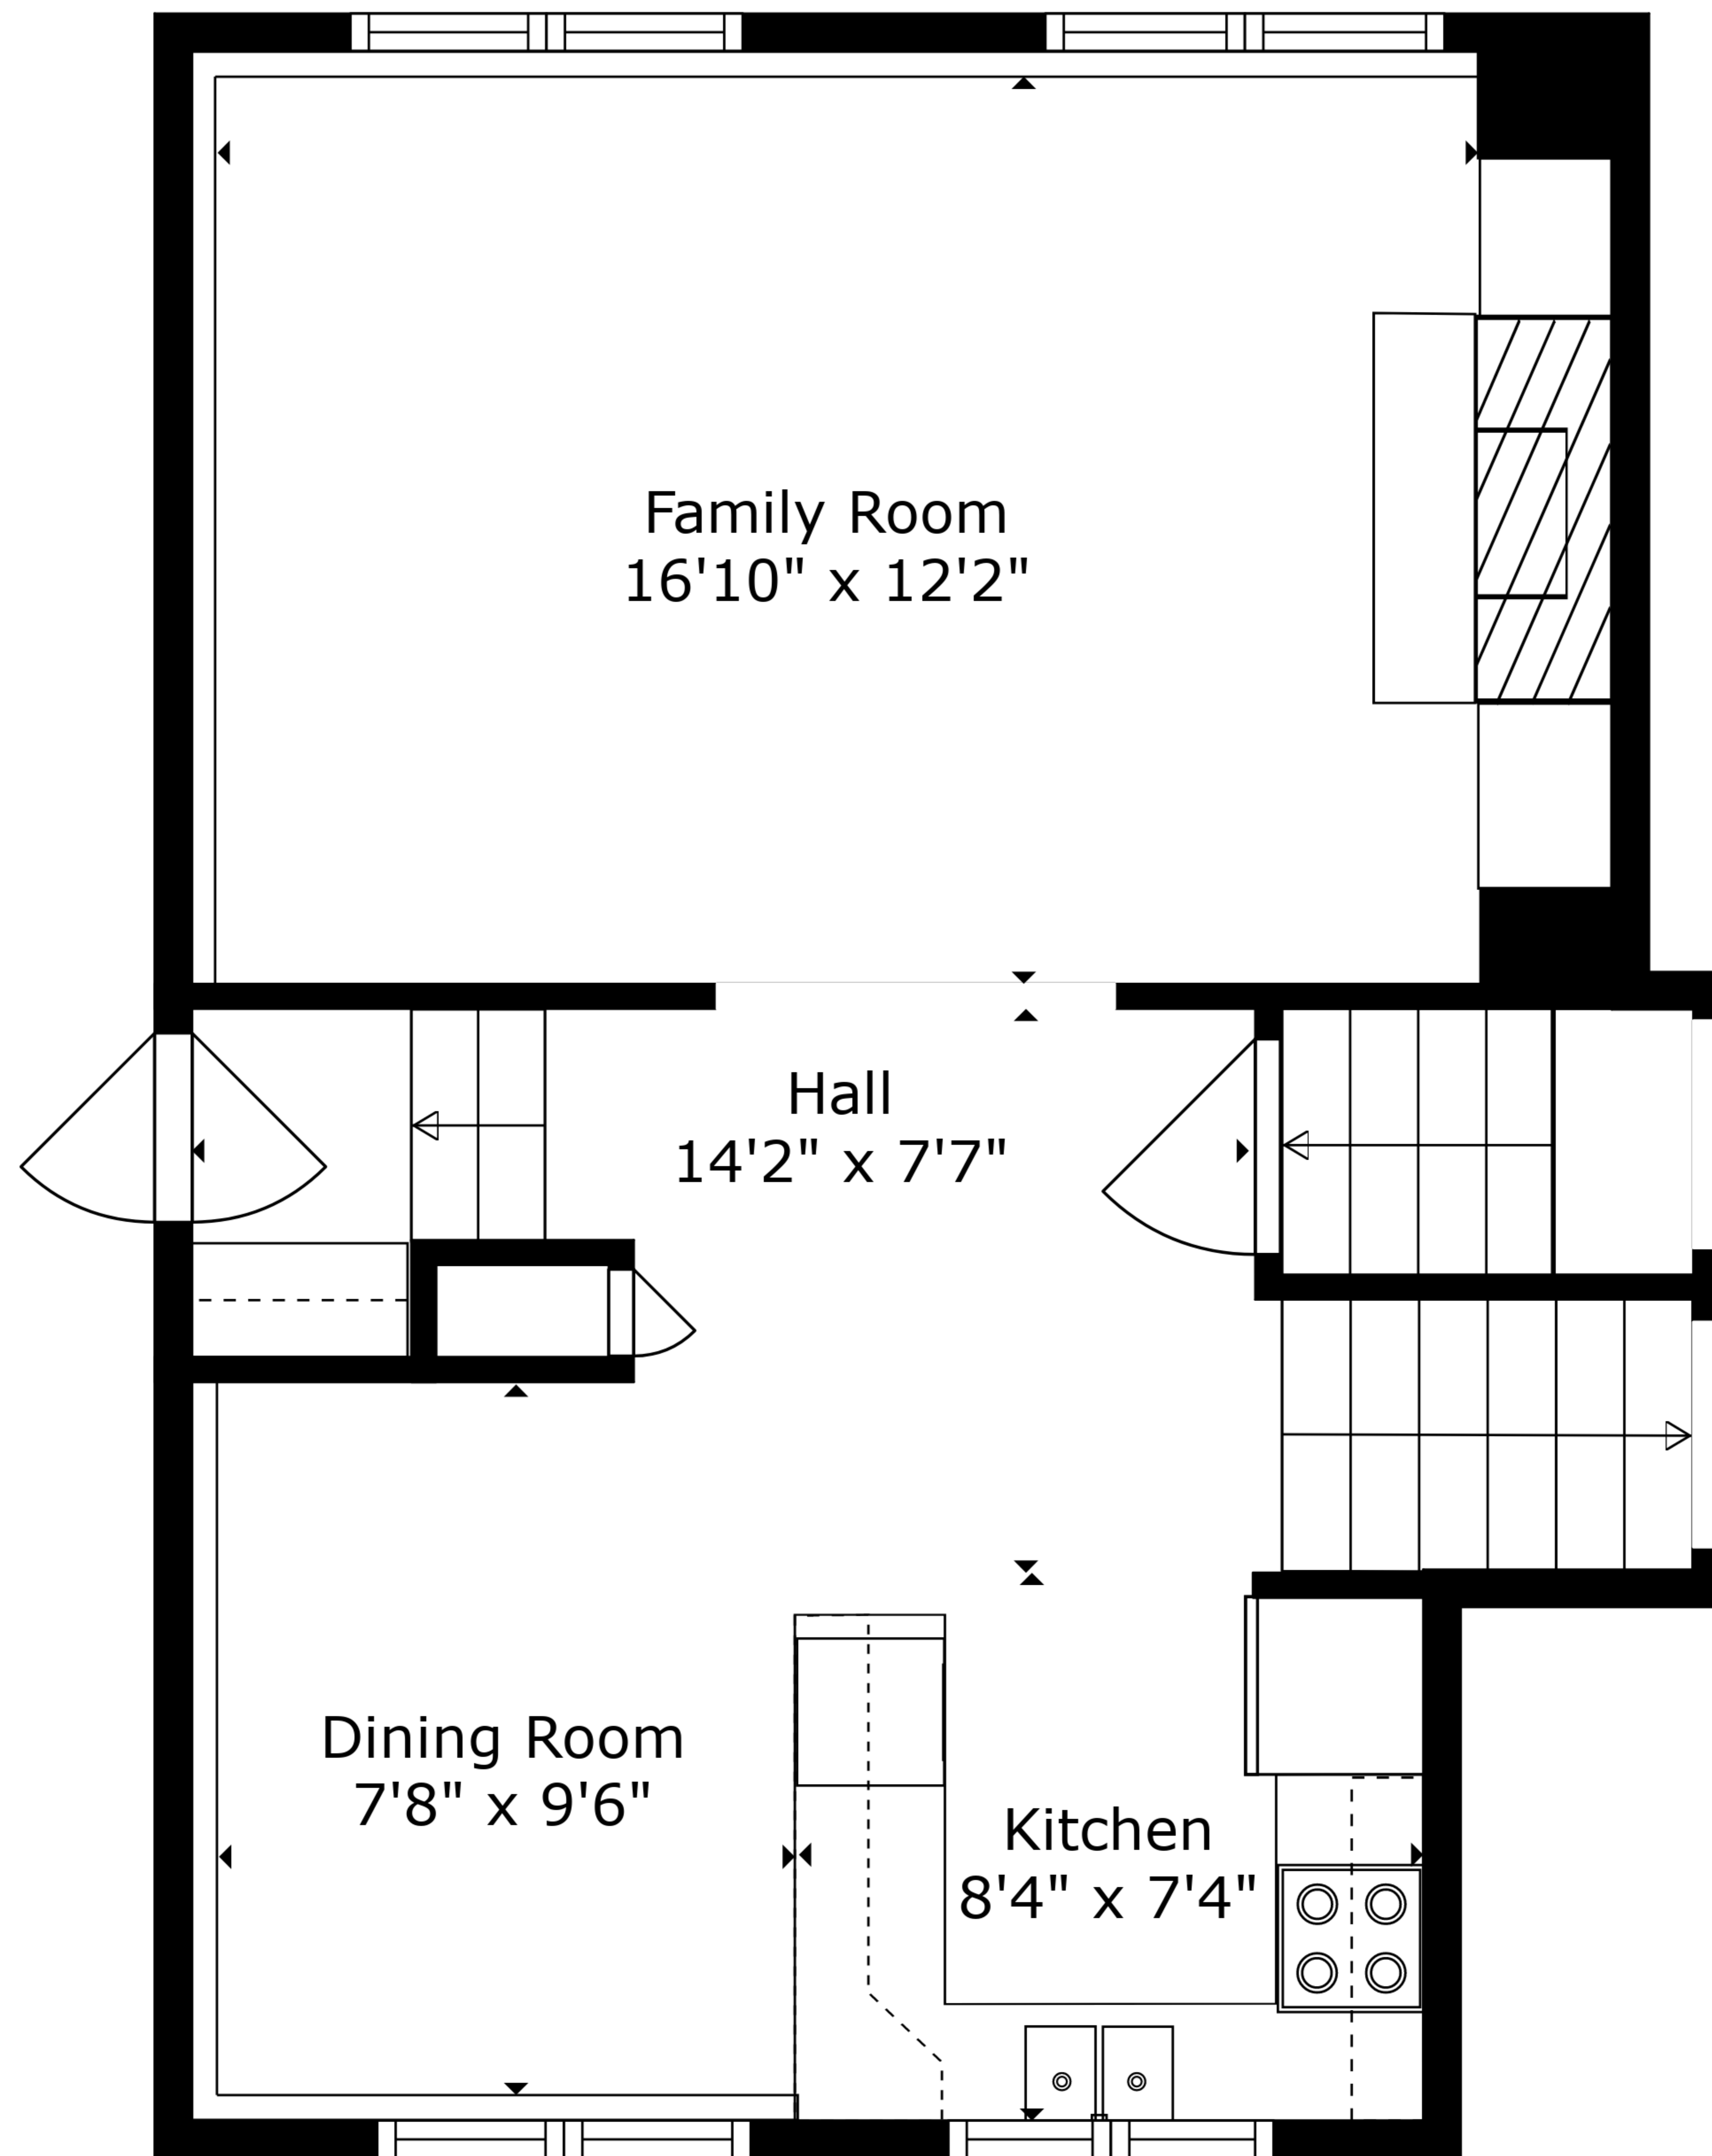 Family Room
16'10" x 12'2"
Hall
14'2" x 7'7"
Dining Room
7'8" x 9'6"
Kitchen
8'4" x 7'4"